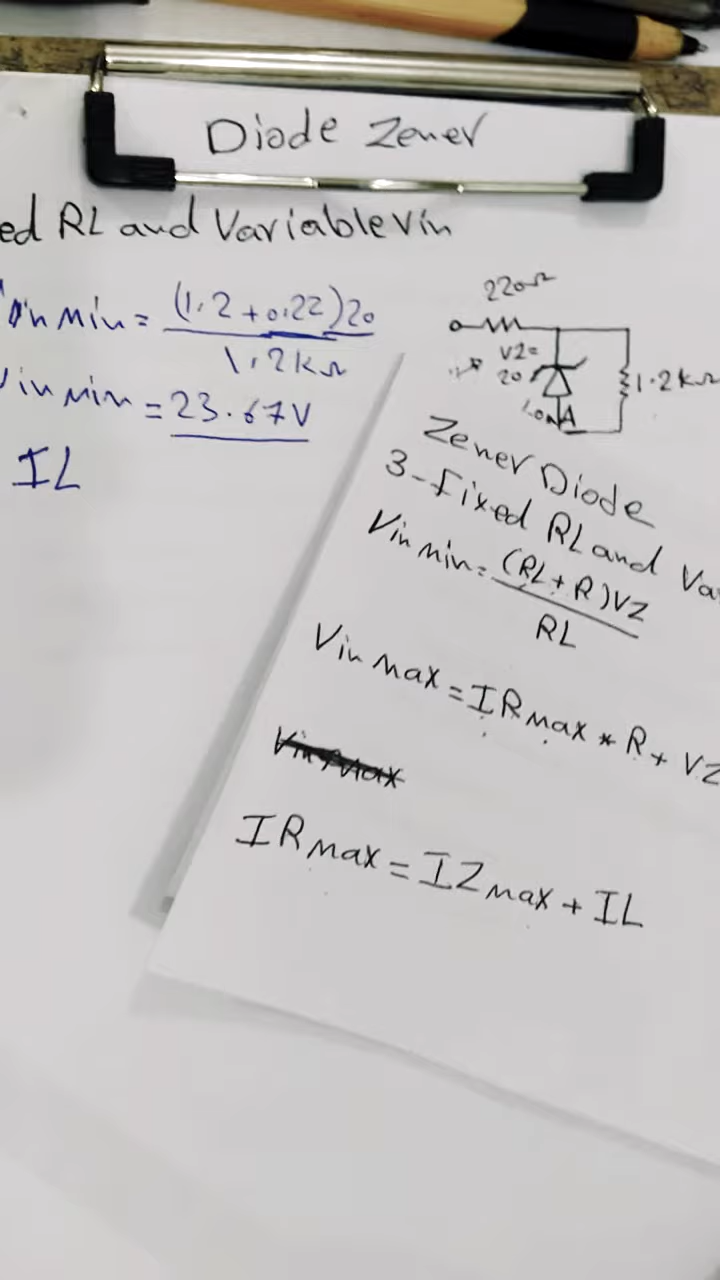 Diode Zener
ed RL and Variable Vin
Vin Min = (1.2 + 0.22) 20
1.2kΩ
Vin Min = 23.67V
IL
220Ω
VZ=
20
1.2kΩ
Zener Diode
3-Fixed RL and Va
Vin Min = (RL + R) VZ
RL
Vin Max = IR Max * R + VZ
IR Max = IZ Max + IL